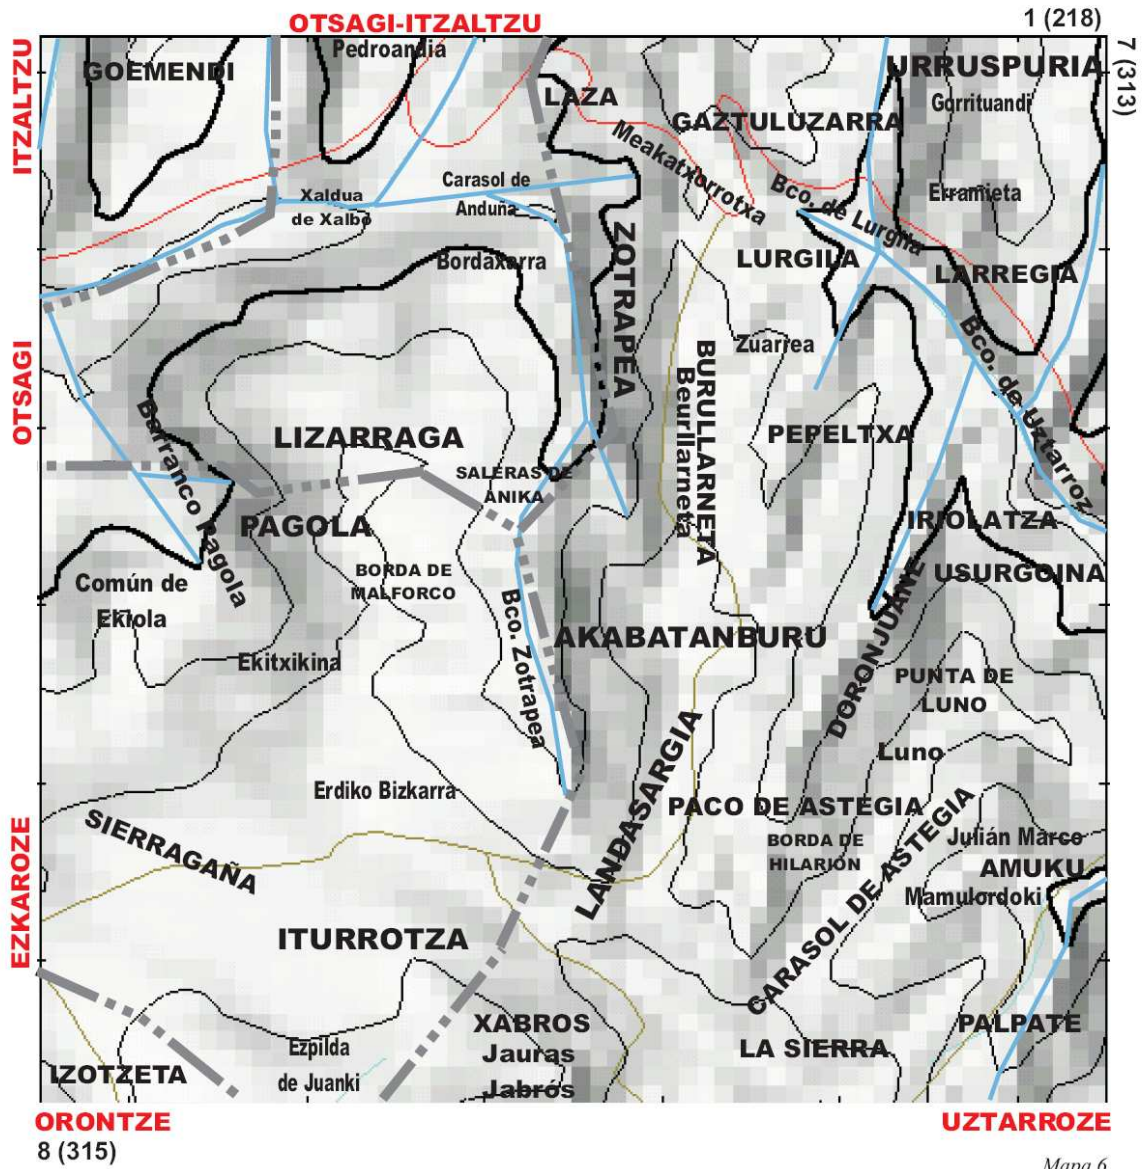 OTSAGI-ITZALTZU
1 (218)
7 (313)
ITZALTZU
GOEMENDI
Pedroandia
LAZA
GAZTULUZARRA
URRUSPURIA
Gorrituandi
Meakatxorrotxa
Bco. de Lurgila
Erramieta
Carasol de
Anduña
Xaldua
de Xalbo
Bordaxarra
ZOTRAPEA
LURGILA
LARREGIA
OTSAGI
Barranco Pagola
LIZARRAGA
Zuarrea
BURULLARNETA
Beurillarneta
PEPELTXA
Bco. de Uztarroz
SALERAS DE
ANIKA
PAGOLA
IRIOLATZA
USURGOINA
Común de
Ekiola
BORDA DE
MALFORCO
Bco. Zotrapea
AKABATANBURU
DORONJUANE
Ekitxikina
PUNTA DE
LUNO
Luno
Erdiko Bizkarra
LANDASARGIA
PACO DE ASTEGIA
BORDA DE
HILARIÓN
CARASOL DE ASTEGIA
Julián Marco
AMUKU
Mamulordoki
EZKAROZE
SIERRAGAÑA
ITURROTZA
XABROS
Jauras
Jabrós
LA SIERRA
PALPATE
IZOTZETA
Ezpilda
de Juanki
ORONTZE
8 (315)
UZTARROZE
Mapa 6